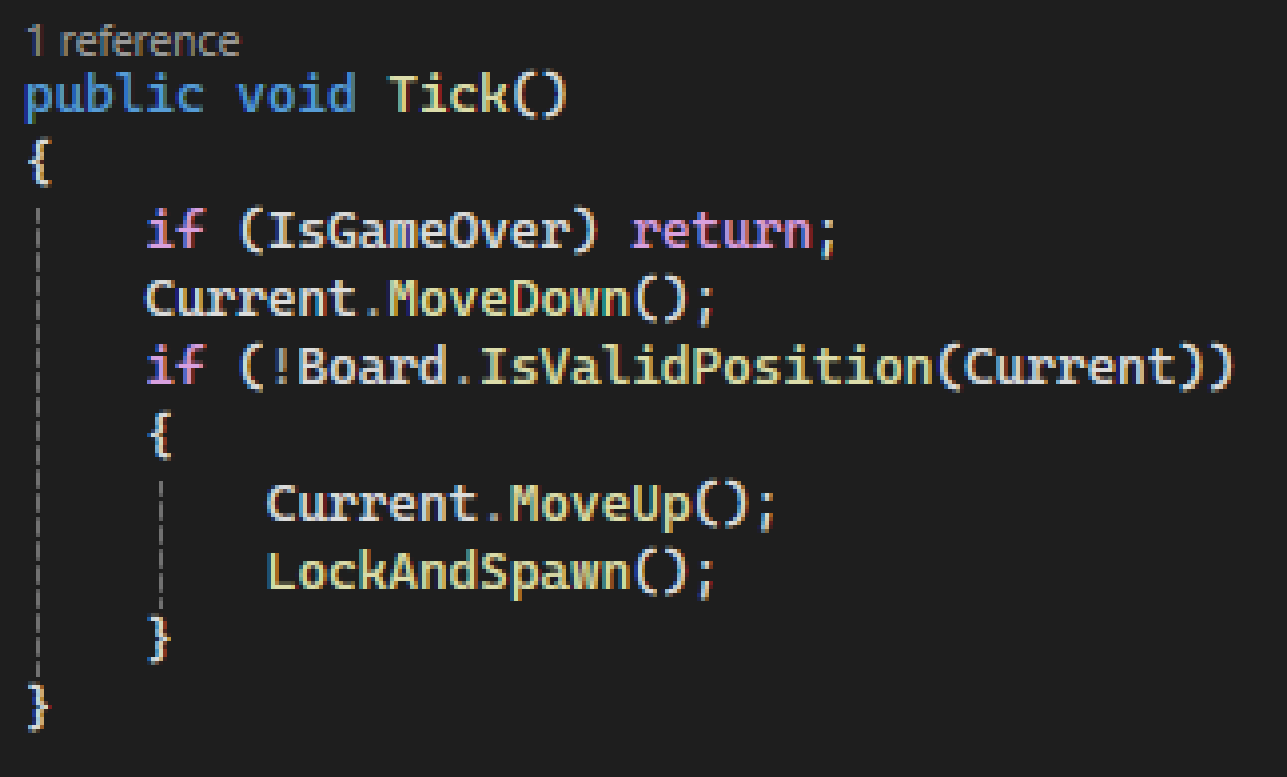 1 reference
public void Tick()
{
if (IsGameOver) return;
Current.MoveDown();
if (!Board.IsValidPosition(Current))
{
Current.MoveUp();
LockAndSpawn();
}
}